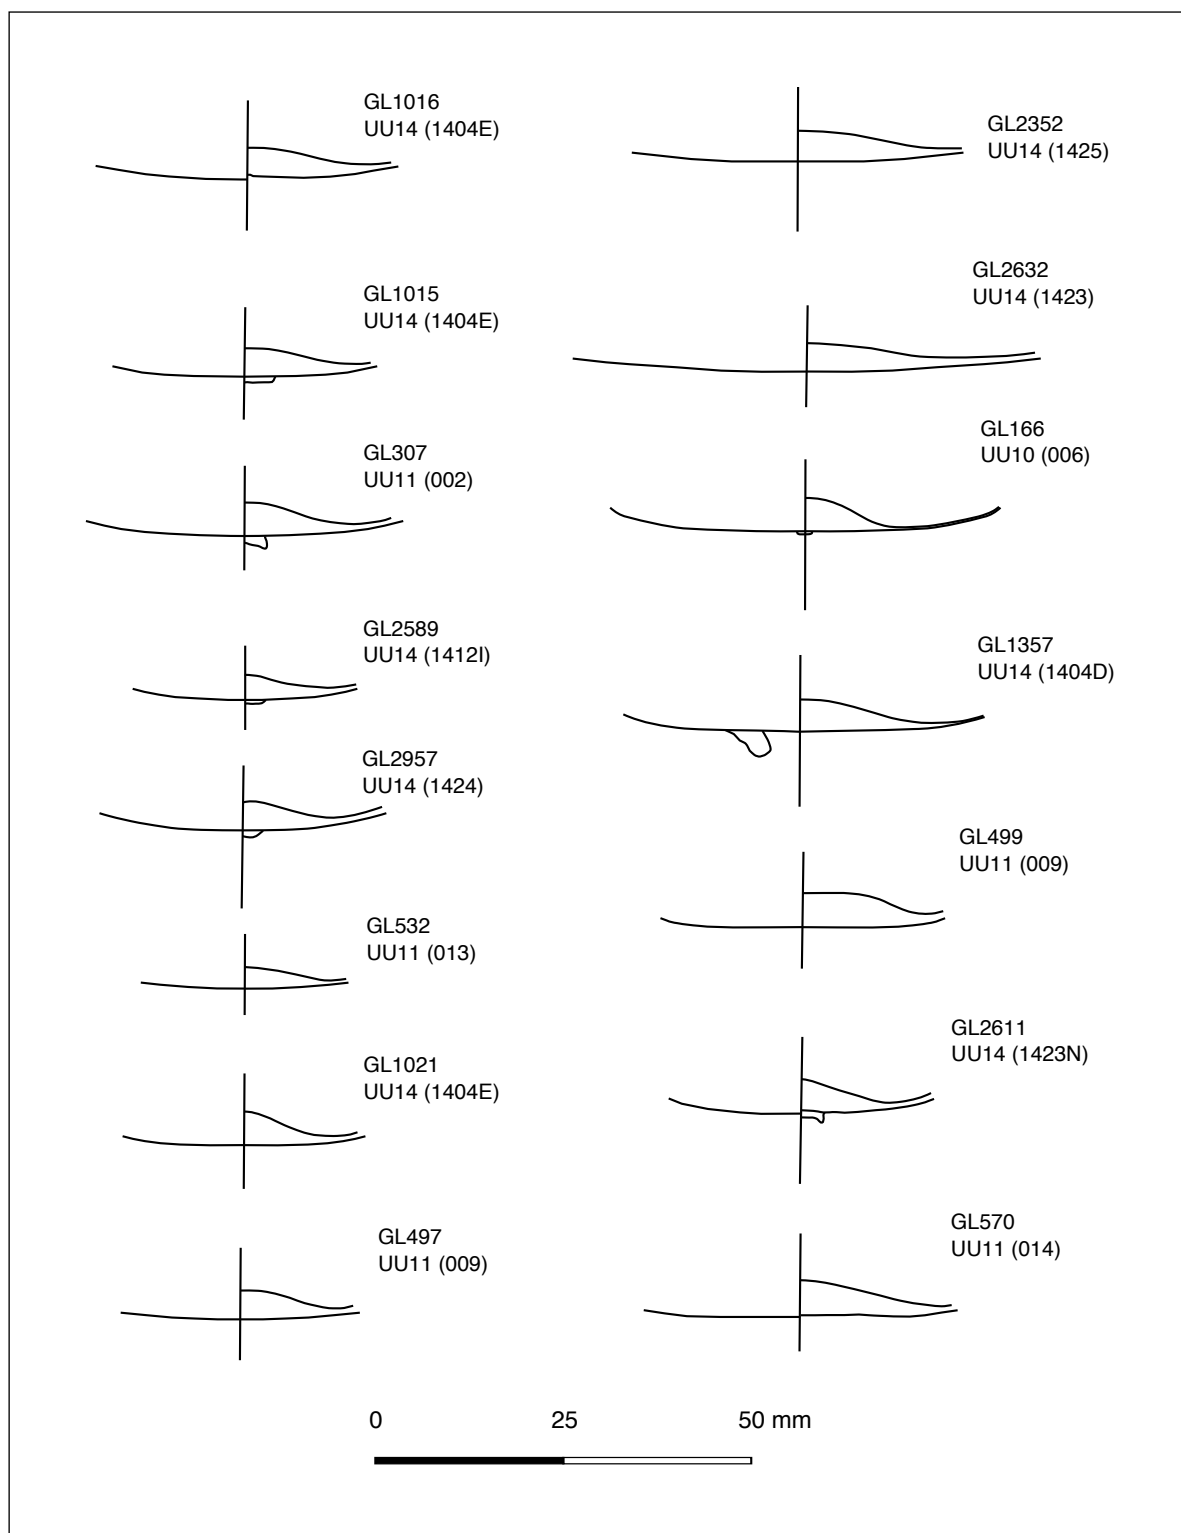 GL1016
UU14 (1404E)
GL1015
UU14 (1404E)
GL307
UU11 (002)
GL2589
UU14 (1412I)
GL2957
UU14 (1424)
GL532
UU11 (013)
GL1021
UU14 (1404E)
GL497
UU11 (009)
GL2352
UU14 (1425)
GL2632
UU14 (1423)
GL166
UU10 (006)
GL1357
UU14 (1404D)
GL499
UU11 (009)
GL2611
UU14 (1423N)
GL570
UU11 (014)
0 25 50 mm